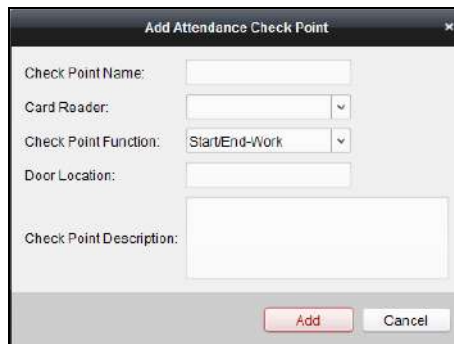 Add Attendance Check Point ×
Check Point Name:
Card Reader:
Check Point Function: Start/End-Work
Door Location:
Check Point Description:
Add Cancel